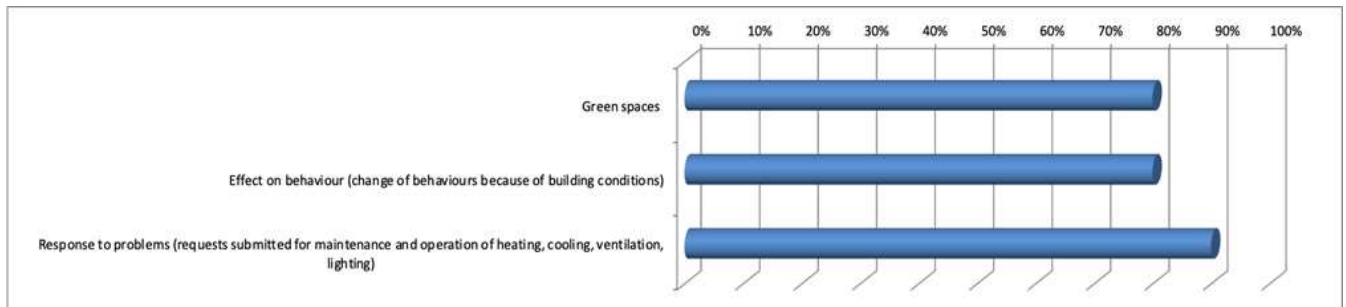 0% 10% 20% 30% 40% 50% 60% 70% 80% 90% 100%
Green spaces
Effect on behaviour (change of behaviours because of building conditions)
Response to problems (requests submitted for maintenance and operation of heating, cooling, ventilation,
lighting)